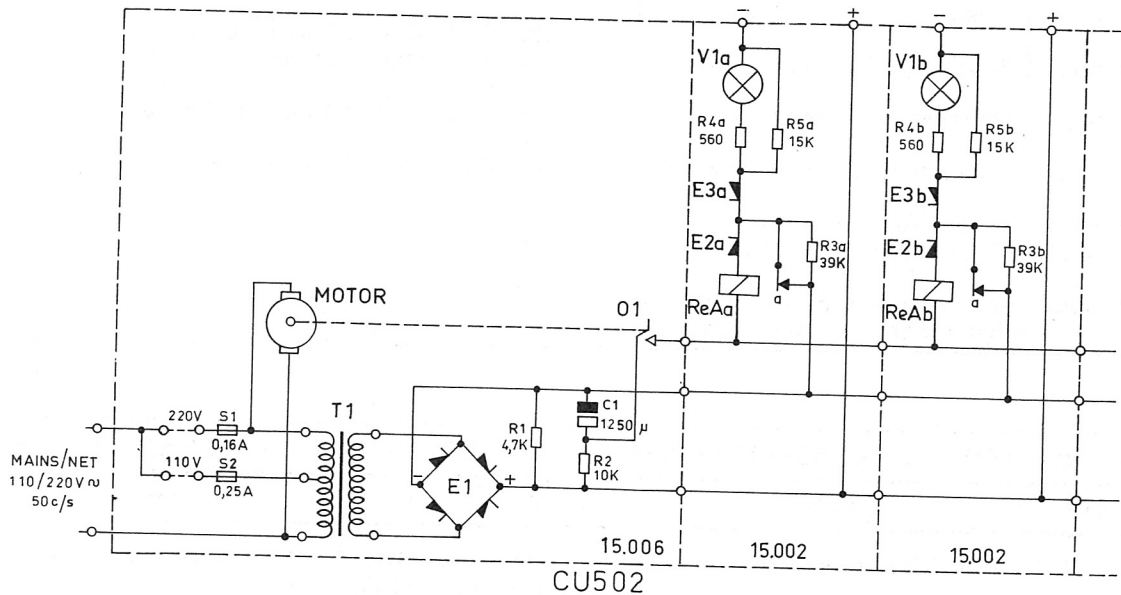 - + - +
V1a V1b
R4a
560
R5a
15K
R4b
560
R5b
15K
E3a E3b
E2a E2b
R3a
39K
R3b
39K
a a
ReAa ReAb
MOTOR
O1
T1
220V S1
0,16A
110V S2
0,25A
MAINS/NET
110/220V~
50c/s
R1
4,7K
C1
1250 µ
R2
10K
- E1 +
15.006 15.002 15.002
CU502